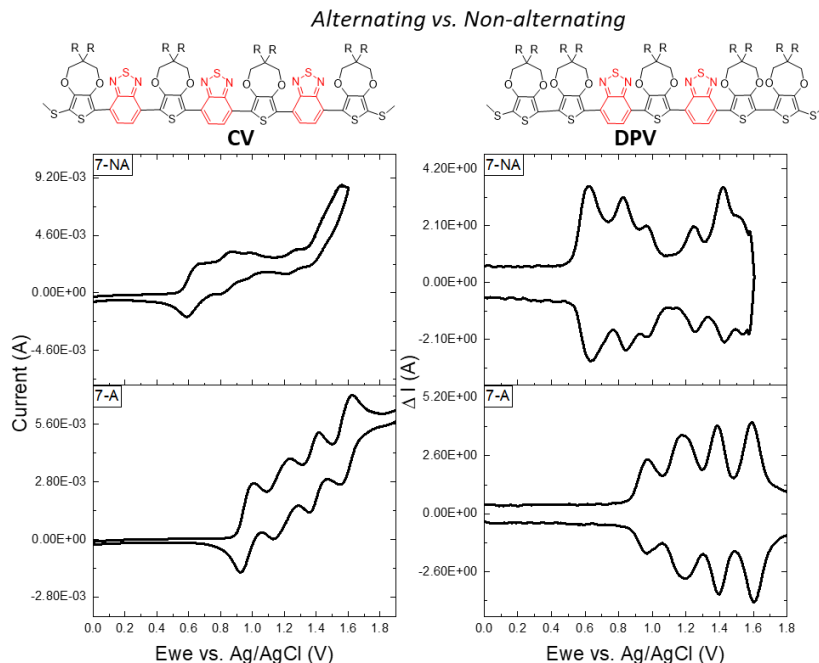 Alternating vs. Non-alternating
R R R R R R R R
O O O O O O O O
N S N N S N N S N
S S S S S S
R R R R R R R R R R
O O O O O O O O O O
N S N N S N
S S S S S S S
CV
DPV
7-NA
9.20E-03
4.60E-03
0.00E+00
-4.60E-03
7-A
5.60E-03
2.80E-03
0.00E+00
-2.80E-03
Current (A)
0.0 0.2 0.4 0.6 0.8 1.0 1.2 1.4 1.6 1.8
Ewe vs. Ag/AgCl (V)
7-NA
4.20E+00
2.10E+00
0.00E+00
-2.10E+00
7-A
5.20E+00
2.60E+00
0.00E+00
-2.60E+00
Δ I (A)
0.0 0.2 0.4 0.6 0.8 1.0 1.2 1.4 1.6 1.8
Ewe vs. Ag/AgCl (V)